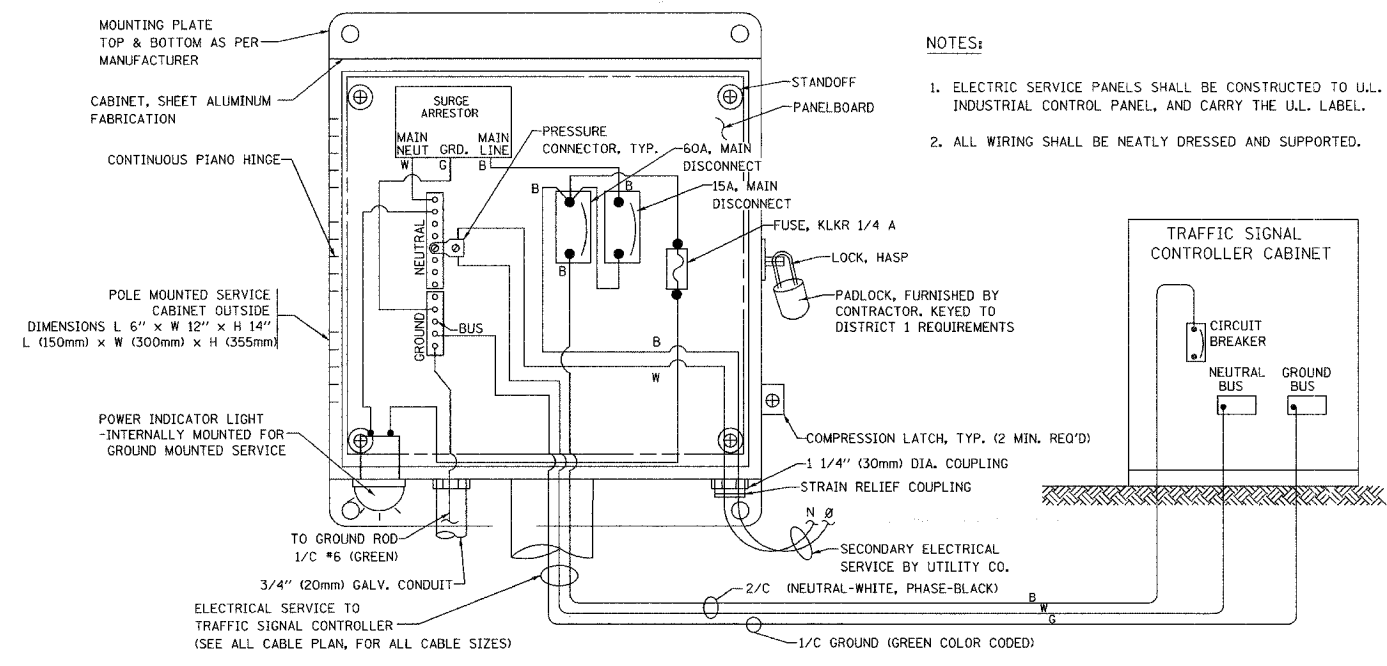 MOUNTING PLATE
TOP & BOTTOM AS PER
MANUFACTURER
CABINET, SHEET ALUMINUM
FABRICATION
CONTINUOUS PIANO HINGE
POLE MOUNTED SERVICE
CABINET OUTSIDE
DIMENSIONS L 6" x W 12" x H 14"
L (150mm) x W (300mm) x H (355mm)
POWER INDICATOR LIGHT
-INTERNALLY MOUNTED FOR
GROUND MOUNTED SERVICE
TO GROUND ROD
1/C #6 (GREEN)
3/4" (20mm) GALV. CONDUIT
ELECTRICAL SERVICE TO
TRAFFIC SIGNAL CONTROLLER
(SEE ALL CABLE PLAN, FOR ALL CABLE SIZES)
SURGE
ARRESTOR
MAIN
NEUT
GRD.
MAIN
LINE
W
G
B
PRESSURE
CONNECTOR, TYP.
NEUTRAL
GROUND
BUS
B
B
B
B
W
STANDOFF
PANELBOARD
60A, MAIN
DISCONNECT
15A, MAIN
DISCONNECT
FUSE, KLKR 1/4 A
LOCK, HASP
PADLOCK, FURNISHED BY
CONTRACTOR. KEYED TO
DISTRICT 1 REQUIREMENTS
COMPRESSION LATCH, TYP. (2 MIN. REQ'D)
1 1/4" (30mm) DIA. COUPLING
STRAIN RELIEF COUPLING
N Ø
SECONDARY ELECTRICAL
SERVICE BY UTILITY CO.
2/C (NEUTRAL-WHITE, PHASE-BLACK)
B
W
G
1/C GROUND (GREEN COLOR CODED)
NOTES:
1. ELECTRIC SERVICE PANELS SHALL BE CONSTRUCTED TO U.L.
INDUSTRIAL CONTROL PANEL, AND CARRY THE U.L. LABEL.
2. ALL WIRING SHALL BE NEATLY DRESSED AND SUPPORTED.
TRAFFIC SIGNAL
CONTROLLER CABINET
CIRCUIT
BREAKER
NEUTRAL
BUS
GROUND
BUS